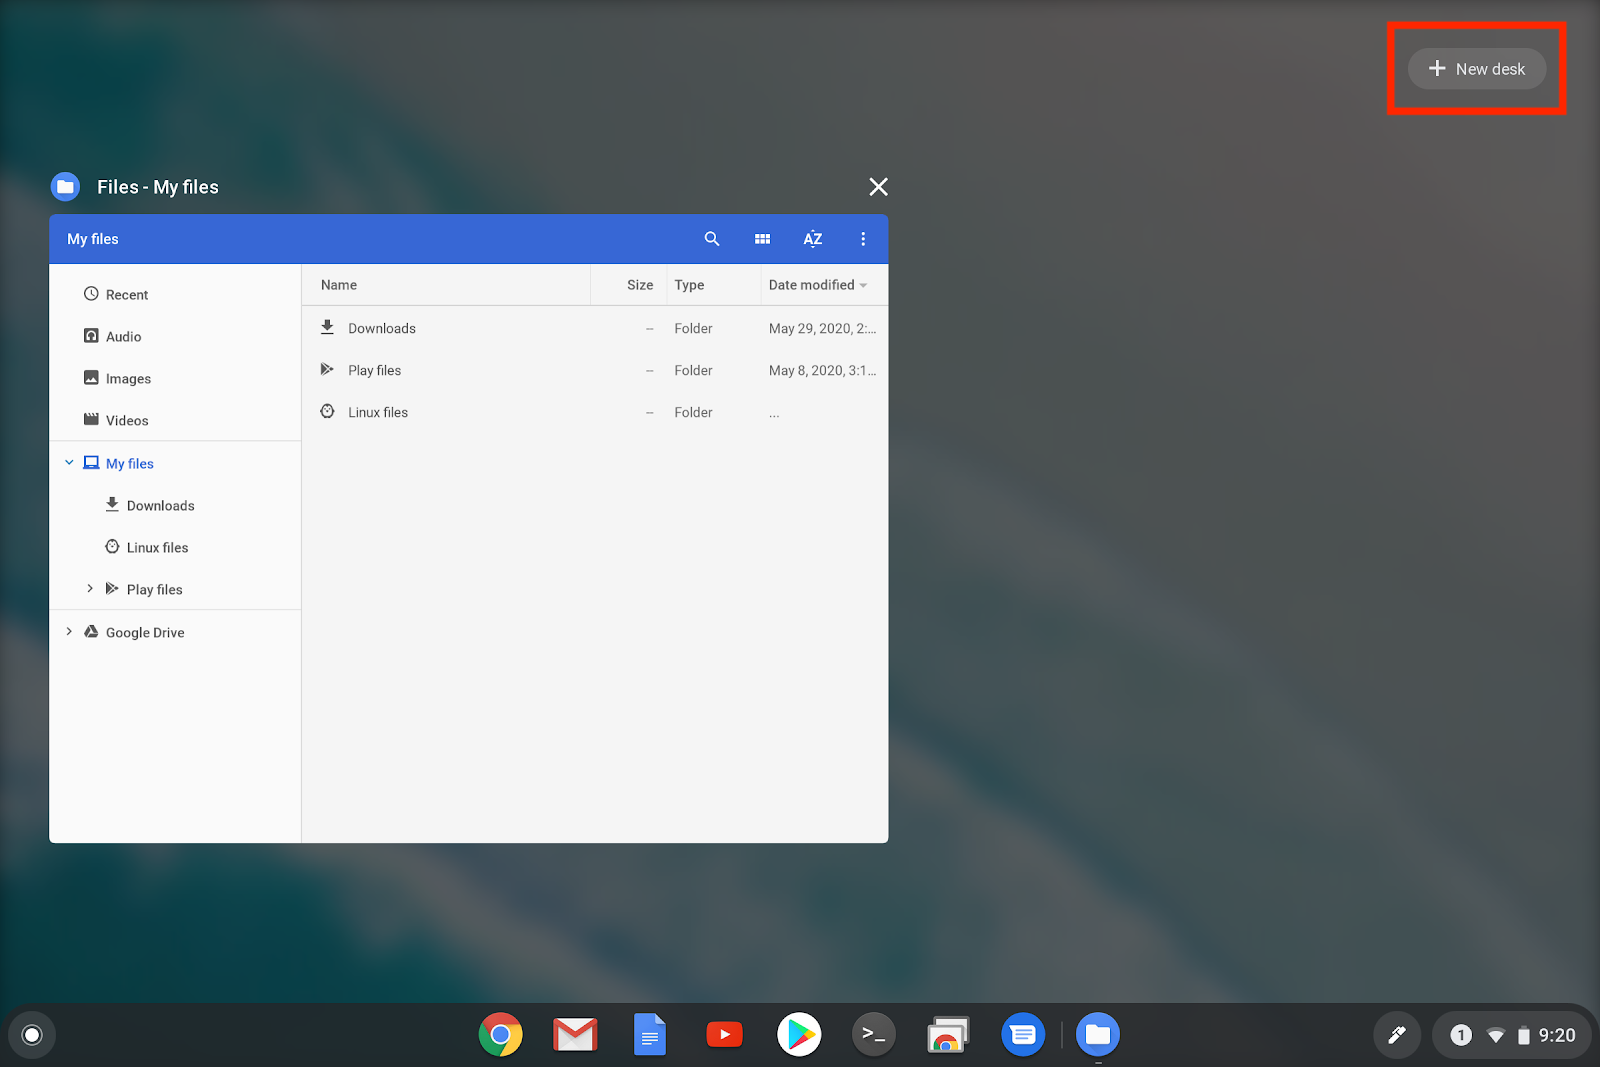 New desk
Files - My files
My files
AZ
Recent
Audio
Images
Videos
My files
Downloads
Linux files
Play files
Google Drive
Name Size Type Date modified
Downloads -- Folder May 29, 2020, 2:...
Play files -- Folder May 8, 2020, 3:1...
Linux files -- Folder ...
>_
1 9:20